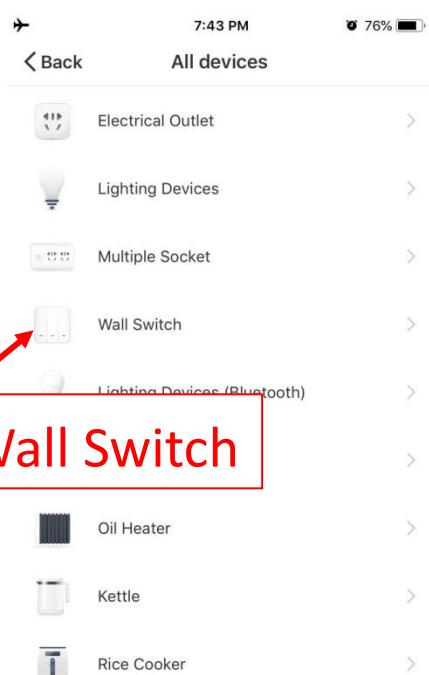 7:43 PM
76%
Back
All devices
Electrical Outlet
Lighting Devices
Multiple Socket
Wall Switch
Lighting Devices (Bluetooth)
Wall Switch
Oil Heater
Kettle
Rice Cooker